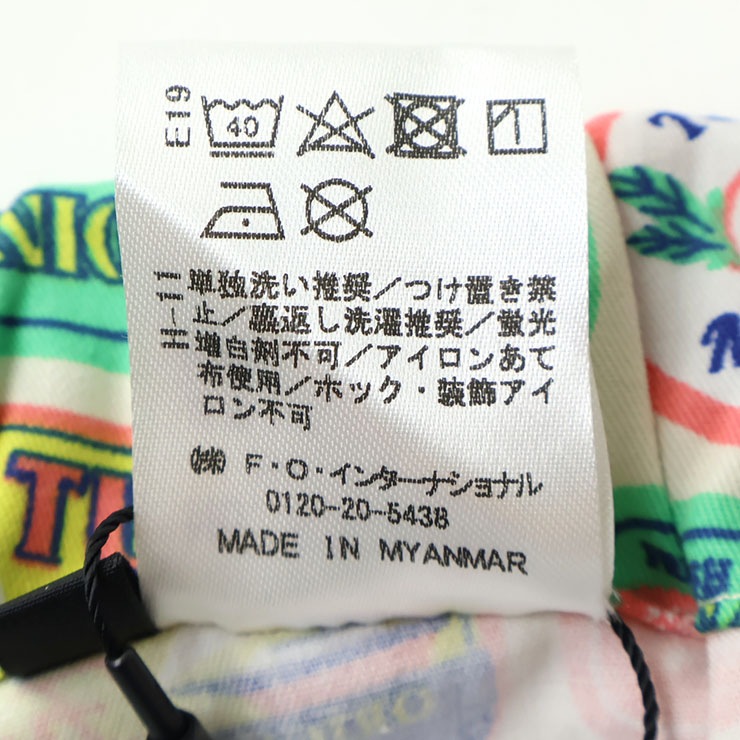 E19
40
H-11
単独洗い推奨/つけ置き禁
止/裏返し洗濯推奨/蛍光
増白剤不可/アイロンあて
布使用/ホック・装飾アイ
ロン不可
㈱ F・O・インターナショナル
0120-20-5438
MADE IN MYANMAR